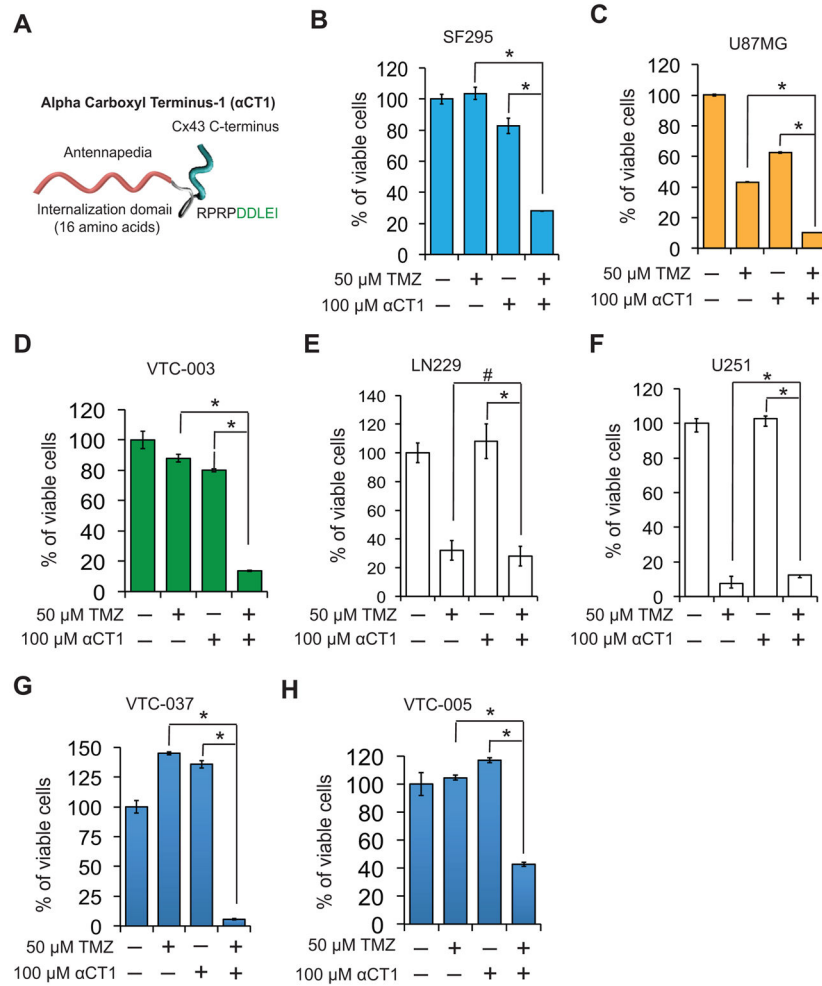 A
Alpha Carboxyl Terminus-1 (αCT1)
Cx43 C-terminus
Antennapedia
Internalization domaiı
(16 amino acids)
RPRPDDLEI
B
SF295
% of viable cells
120
100
80
60
40
20
0
* *
50 µM TMZ − + − +
100 µM αCT1 − − + +
C
U87MG
% of viable cells
120
100
80
60
40
20
0
* *
50 µM TMZ − + − +
100 µM αCT1 − − + +
D
VTC-003
% of viable cells
120
100
80
60
40
20
0
* *
50 µM TMZ − + − +
100 µM αCT1 − − + +
E
LN229
% of viable cells
140
120
100
80
60
40
20
0
# *
50 µM TMZ − + − +
100 µM αCT1 − − + +
F
U251
% of viable cells
120
100
80
60
40
20
0
* *
50 µM TMZ − + − +
100 µM αCT1 − − + +
G
VTC-037
% of viable cells
150
125
100
75
50
25
0
* *
50 µM TMZ − + − +
100 µM αCT1 − − + +
H
VTC-005
% of viable cells
120
100
80
60
40
20
0
* *
50 µM TMZ − + − +
100 µM αCT1 − − + +